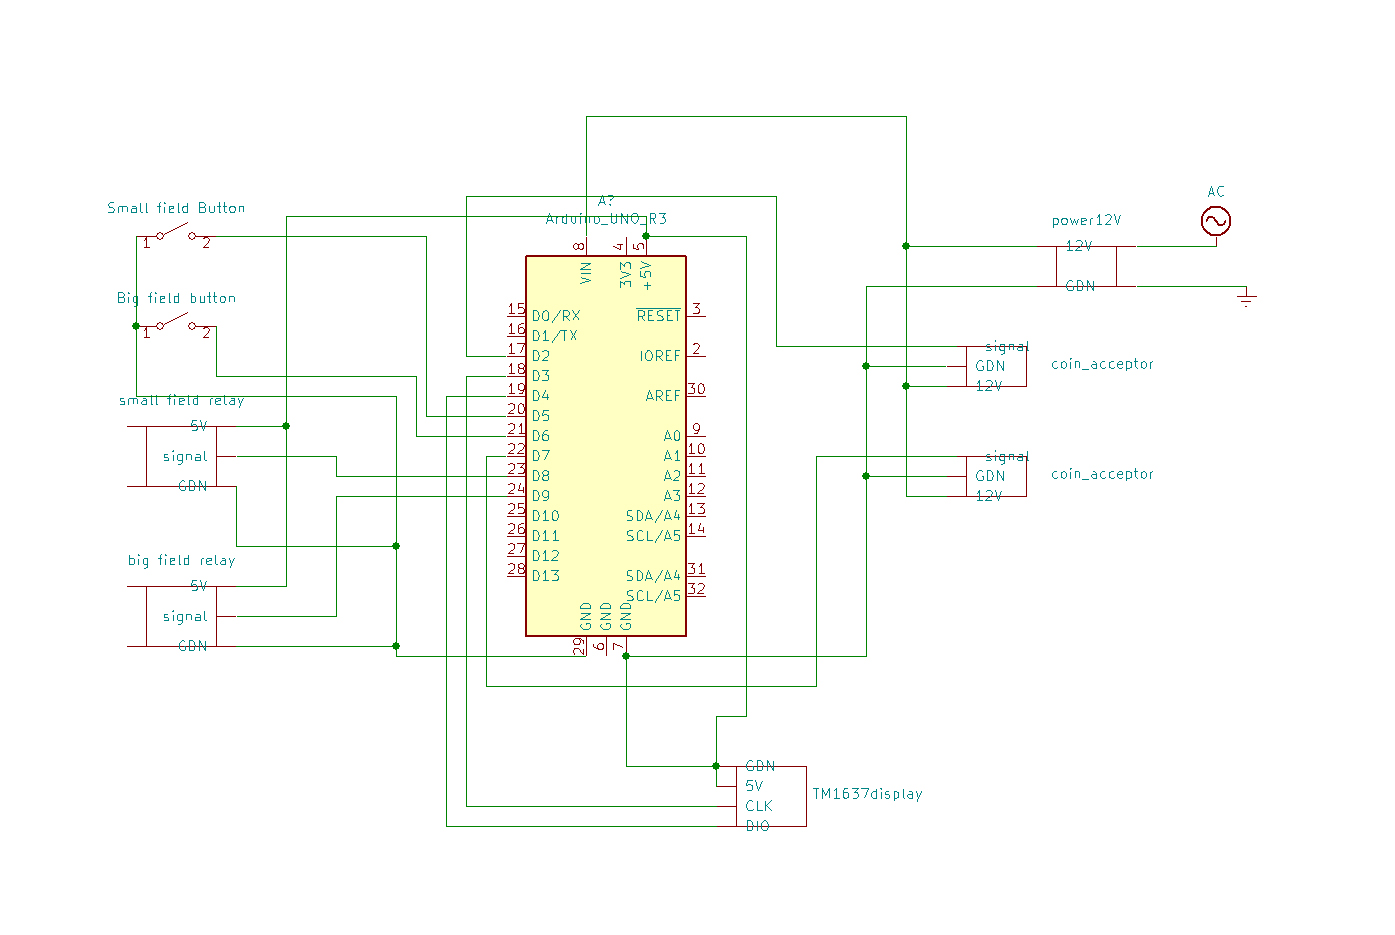 AC
A?
Small field Button
Arduino_UNO_R3
power12V
1 2
8 4 5
12V
VIN 3V3 +5V
GDN
Big field button
15 D0/RX
RESET 3
1 2
16 D1/TX
17 D2
IOREF 2
signal
GDN
12V
coin_acceptor
18 D3
19 D4
AREF 30
small field relay
5V
signal
GDN
20 D5
21 D6
A0 9
22 D7
A1 10
signal
GDN
12V
coin_acceptor
23 D8
A2 11
24 D9
A3 12
25 D10
SDA/A4 13
26 D11
SCL/A5 14
27 D12
28 D13
SDA/A4 31
SCL/A5 32
big field relay
5V
signal
GDN
GND GND GND
29 6 7
GDN
5V
CLK
DIO
TM1637display